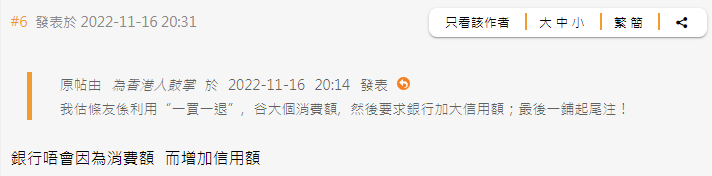 #6 發表於 2022-11-16 20:31
只看該作者 大 中 小 繁 簡
原帖由 為香港人鼓掌 於 2022-11-16 20:14 發表
我估條友係利用“一買一退”，谷大個消費額，然後要求銀行加大信用額；最後一鋪起尾注！
銀行唔會因為消費額 而增加信用額